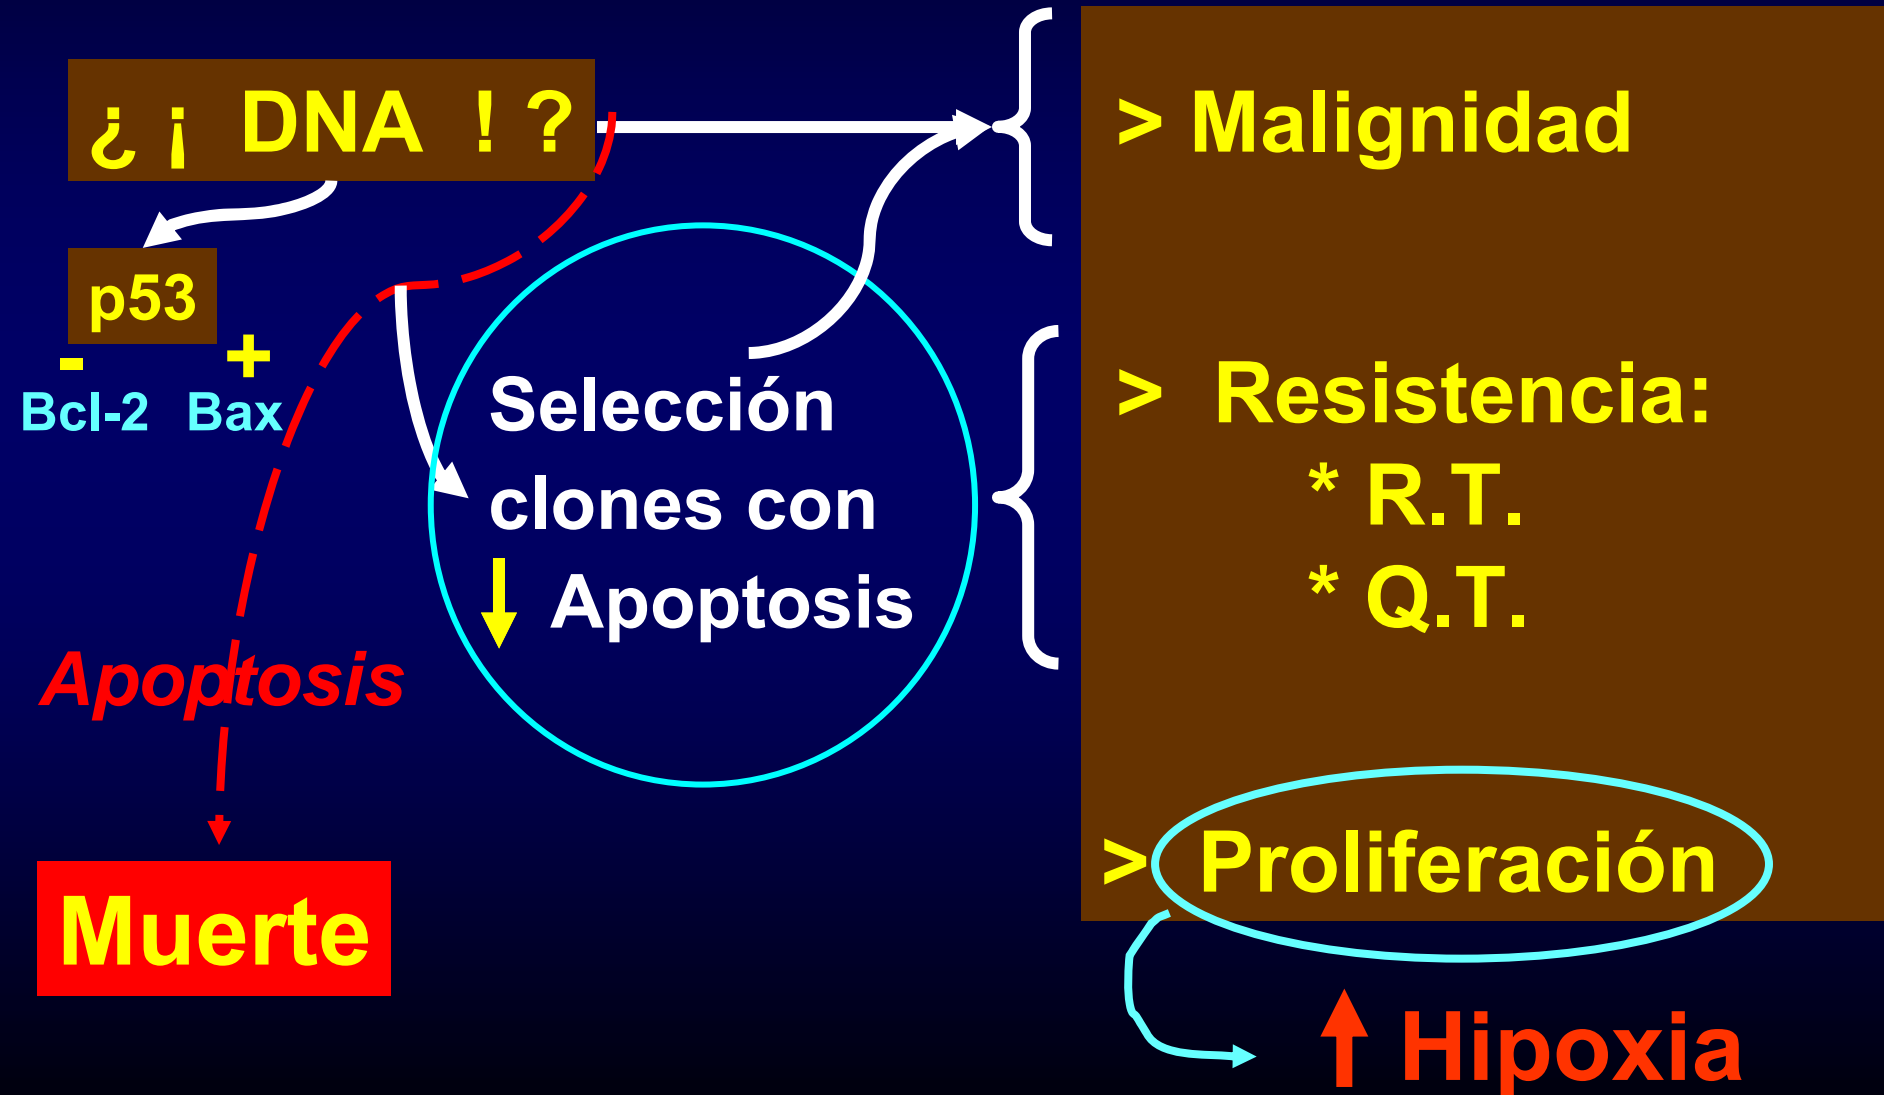 ¿ ¡ DNA ! ?
p53
- +
Bcl-2 Bax
Apoptosis
Muerte
Selección
clones con
Apoptosis
> Malignidad
> Resistencia:
* R.T.
* Q.T.
> Proliferación
Hipoxia